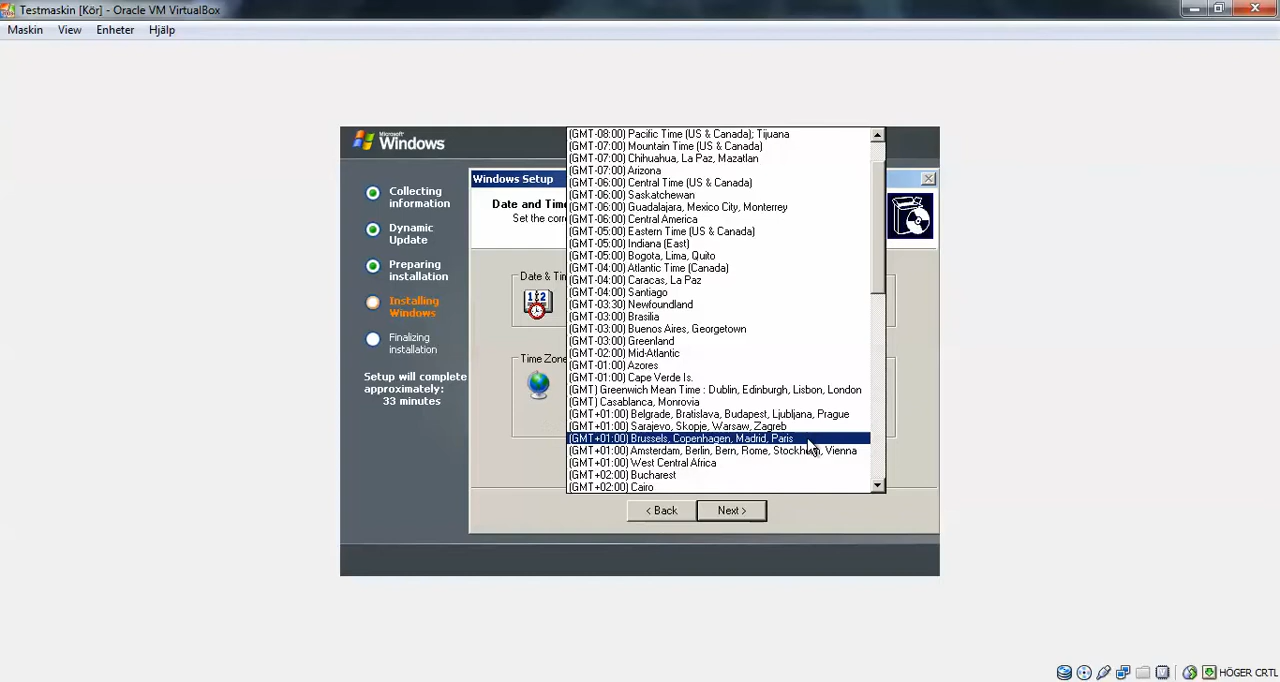 Testmaskin [Kör] - Oracle VM VirtualBox
Maskin View Enheter Hjälp
Microsoft
Windows
Collecting
information
Dynamic
Update
Preparing
installation
Installing
Windows
Finalizing
installation
Setup will complete
approximately:
33 minutes
Windows Setup
Date and Time
Set the corr
Date & Tim
Time Zone
(GMT-08:00) Pacific Time (US & Canada); Tijuana
(GMT-07:00) Mountain Time (US & Canada)
(GMT-07:00) Chihuahua, La Paz, Mazatlan
(GMT-07:00) Arizona
(GMT-06:00) Central Time (US & Canada)
(GMT-06:00) Saskatchewan
(GMT-06:00) Guadalajara, Mexico City, Monterrey
(GMT-06:00) Central America
(GMT-05:00) Eastern Time (US & Canada)
(GMT-05:00) Indiana (East)
(GMT-05:00) Bogota, Lima, Quito
(GMT-04:00) Atlantic Time (Canada)
(GMT-04:00) Caracas, La Paz
(GMT-04:00) Santiago
(GMT-03:30) Newfoundland
(GMT-03:00) Brasilia
(GMT-03:00) Buenos Aires, Georgetown
(GMT-03:00) Greenland
(GMT-02:00) Mid-Atlantic
(GMT-01:00) Azores
(GMT-01:00) Cape Verde Is.
(GMT) Greenwich Mean Time : Dublin, Edinburgh, Lisbon, London
(GMT) Casablanca, Monrovia
(GMT+01:00) Belgrade, Bratislava, Budapest, Ljubljana, Prague
(GMT+01:00) Sarajevo, Skopje, Warsaw, Zagreb
(GMT+01:00) Brussels, Copenhagen, Madrid, Paris
(GMT+01:00) Amsterdam, Berlin, Bern, Rome, Stockholm, Vienna
(GMT+01:00) West Central Africa
(GMT+02:00) Bucharest
(GMT+02:00) Cairo
< Back Next >
HÖGER CRTL